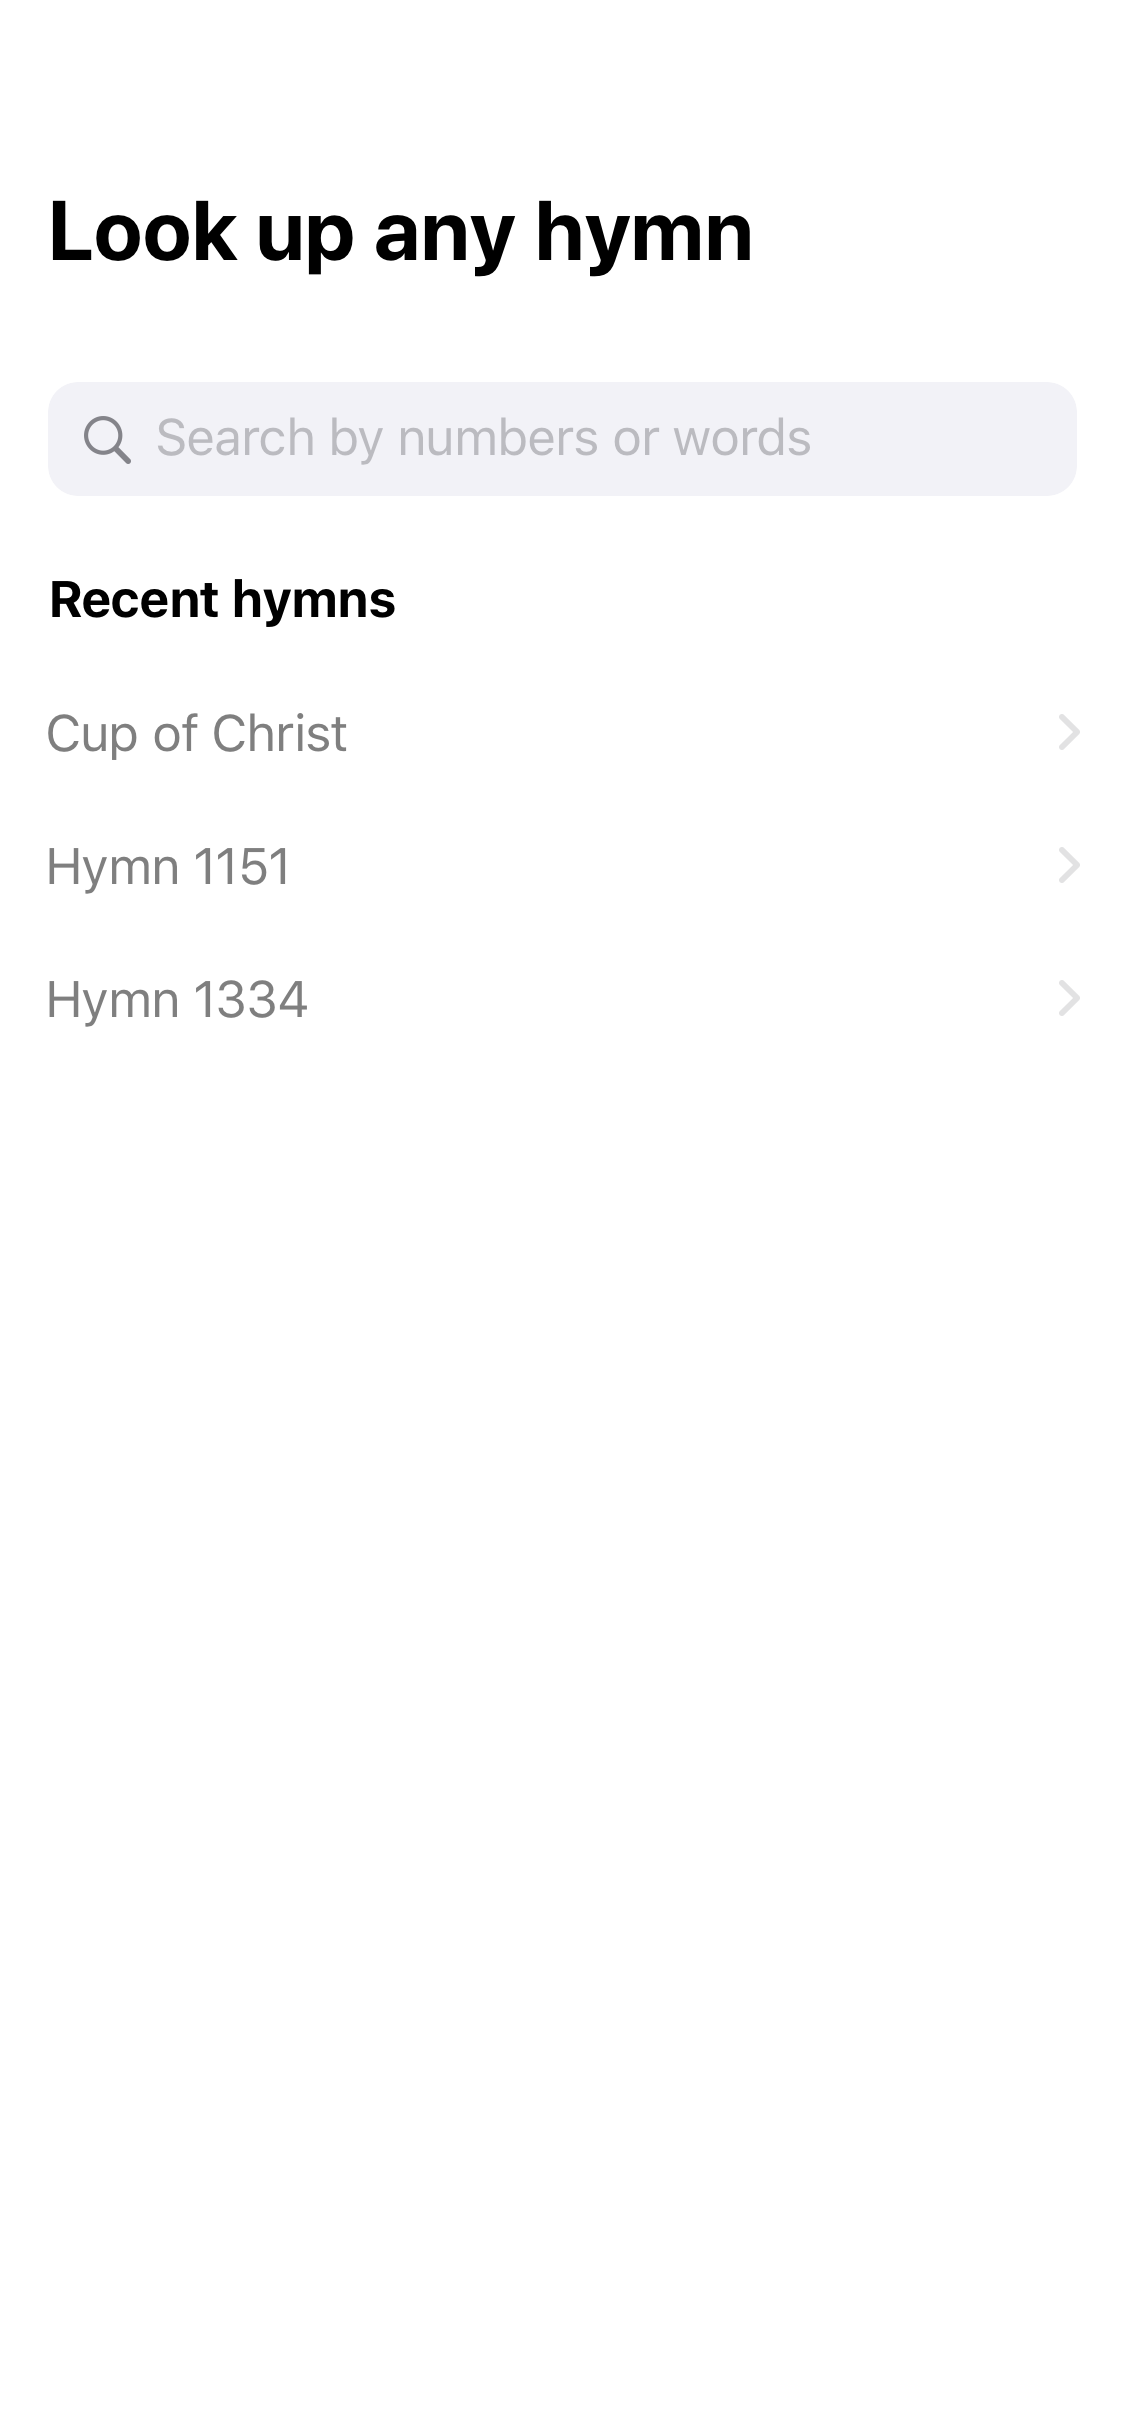 Look up any hymn
Search by numbers or words
Recent hymns
Cup of Christ
Hymn 1151
Hymn 1334